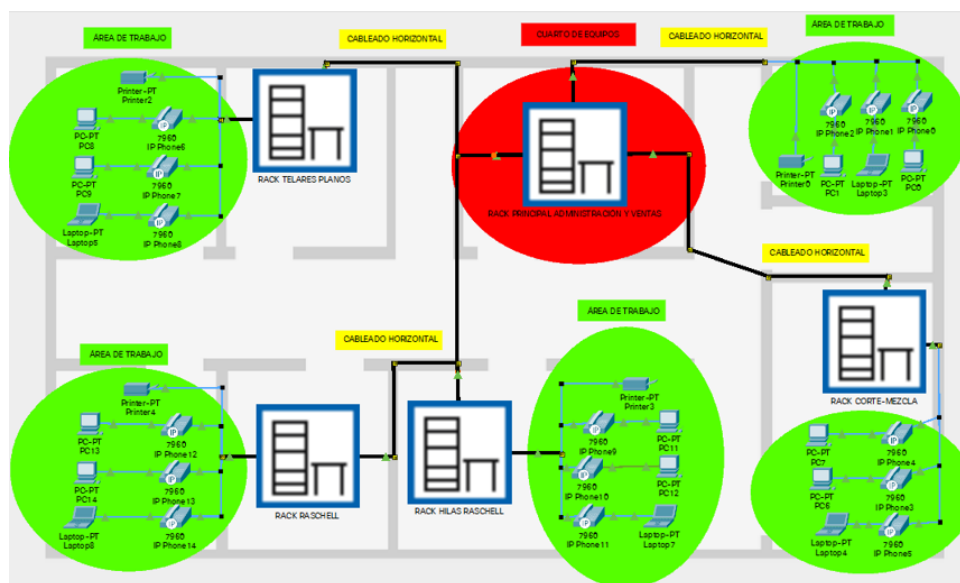 ÁREA DE TRABAJO
CABLEADO HORIZONTAL
CUARTO DE EQUIPOS
CABLEADO HORIZONTAL
ÁREA DE TRABAJO
Printer-PT
Printer2
PC-PT
PC8
7960
IP Phone6
PC-PT
PC9
7960
IP Phone7
Laptop-PT
Laptop5
7960
IP Phone8
RACK TELARES PLANOS
RACK PRINCIPAL ADMINISTRACIÓN Y VENTAS
7960
IP Phone2
7960
IP Phone1
7960
IP Phone0
Printer-PT
Printer0
PC-PT
PC1
Laptop-PT
Laptop3
PC-PT
PC0
CABLEADO HORIZONTAL
RACK CORTE-MEZCLA
ÁREA DE TRABAJO
CABLEADO HORIZONTAL
ÁREA DE TRABAJO
Printer-PT
Printer4
PC-PT
PC13
7960
IP Phone12
PC-PT
PC14
7960
IP Phone13
Laptop-PT
Laptop8
7960
IP Phone14
RACK RASCHELL
RACK HILAS RASCHELL
Printer-PT
Printer3
7960
IP Phone9
PC-PT
PC11
7960
IP Phone10
PC-PT
PC12
7960
IP Phone11
Laptop-PT
Laptop7
PC-PT
PC7
7960
IP Phone4
PC-PT
PC6
7960
IP Phone3
Laptop-PT
Laptop4
7960
IP Phone5